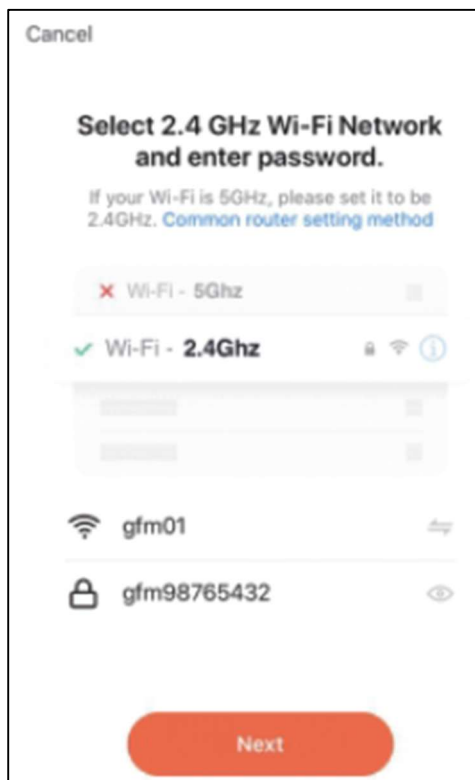 Cancel
Select 2.4 GHz Wi-Fi Network
and enter password.
If your Wi-Fi is 5GHz, please set it to be
2.4GHz. Common router setting method
Wi-Fi - 5Ghz
Wi-Fi - 2.4Ghz
gfm01
gfm98765432
Next